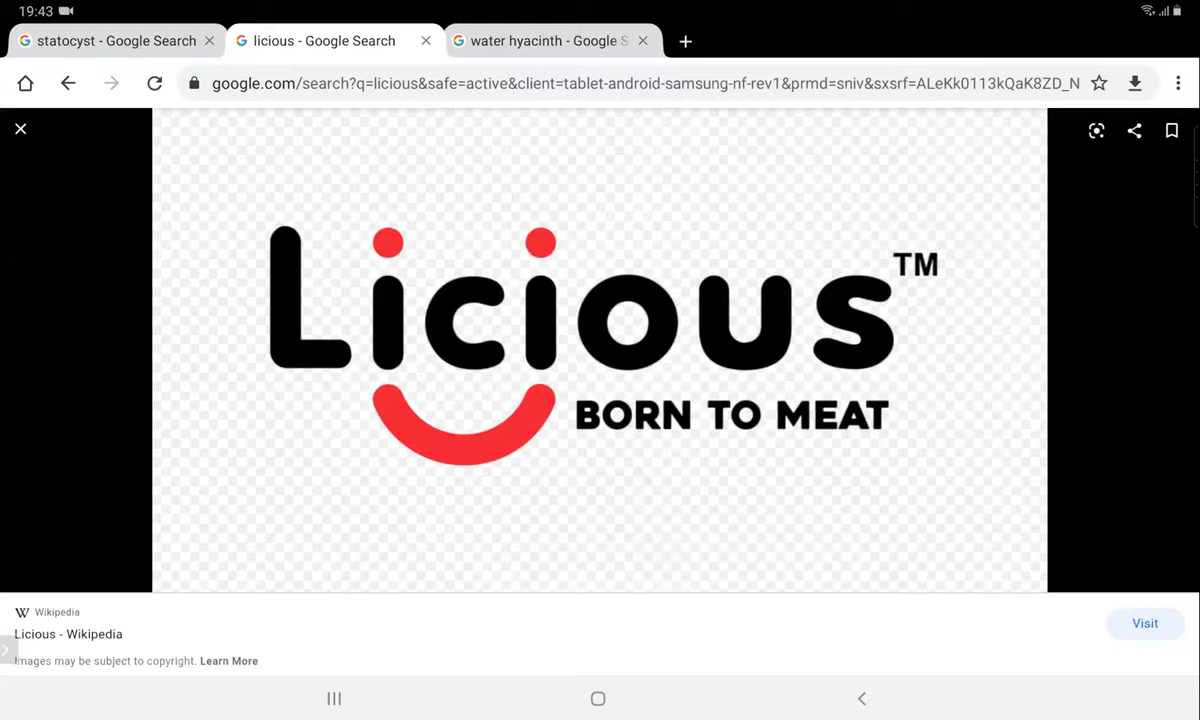 19:43
statocyst - Google Search
licious - Google Search
water hyacinth - Google S
google.com/search?q=licious&safe=active&client=tablet-android-samsung-nf-rev1&prmd=sniv&sxsrf=ALeKk0113kQaK8ZD_N
Licious TM
BORN TO MEAT
W Wikipedia
Licious - Wikipedia
Visit
Images may be subject to copyright. Learn More